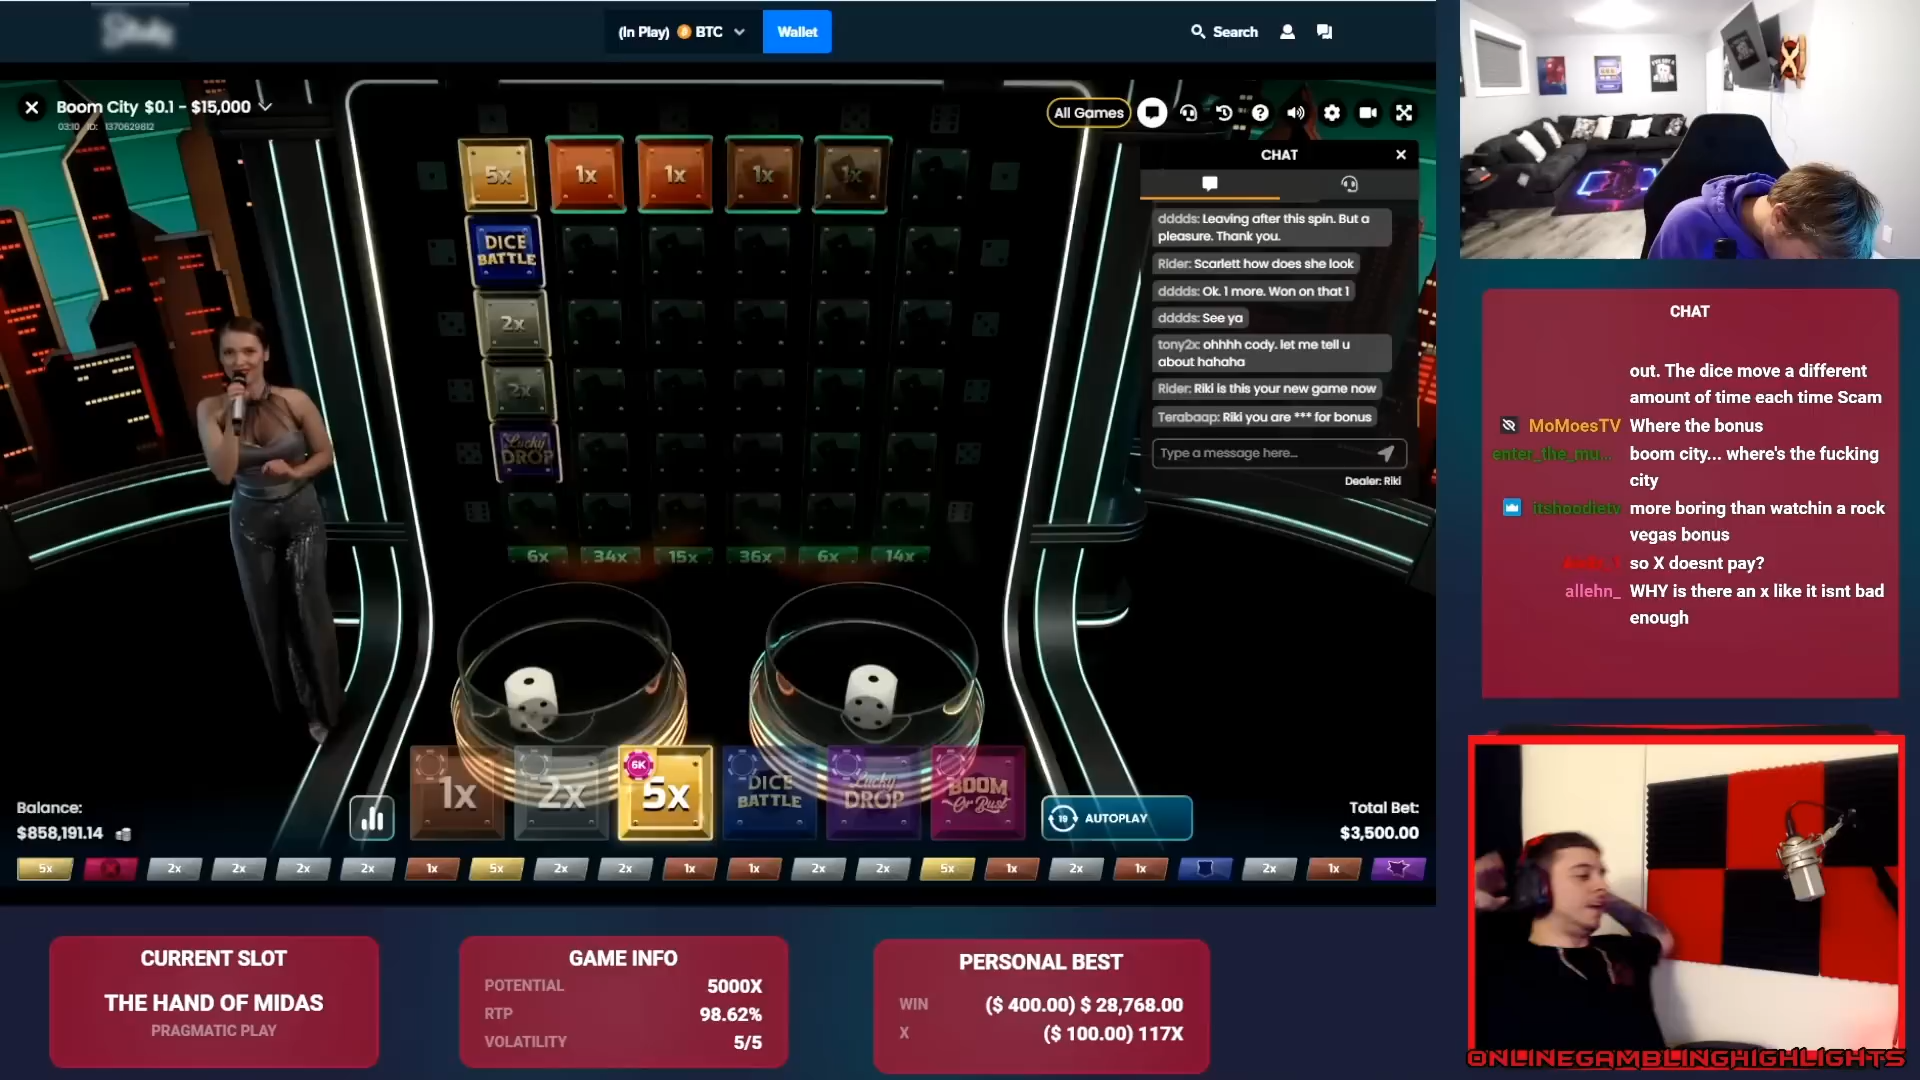 (In Play) BTC
Wallet
Search
Boom City $0.1 - $15,000
03:10 ID: 1370629812
All Games
CHAT
dddds: Leaving after this spin. But a
pleasure. Thank you.
Rider: Scarlett how does she look
dddds: Ok. 1 more. Won on that 1
dddds: See ya
tony2x: ohhhh cody. let me tell u
about hahaha
Rider: Riki is this your new game now
Terabaap: Riki you are *** for bonus
Type a message here...
Dealer: Riki
5x 1x 1x 1x 1x
DICE
BATTLE
2x
2x
Lucky
DROP
6x 34x 15x 36x 6x 14x
1x 2x 6K 5x DICE BATTLE Lucky DROP BOOM Or Bust
19 AUTOPLAY
Balance:
$858,191.14
Total Bet:
$3,500.00
5x 2x 2x 2x 2x 1x 5x 2x 2x 1x 1x 2x 2x 5x 1x 2x 1x 2x 1x
CHAT
out. The dice move a different
amount of time each time Scam
MoMoesTV Where the bonus
enter_the_mu... boom city... where's the fucking
city
itshoodietv more boring than watchin a rock
vegas bonus
so X doesnt pay?
allehn_ WHY is there an x like it isnt bad
enough
CURRENT SLOT
THE HAND OF MIDAS
PRAGMATIC PLAY
GAME INFO
POTENTIAL 5000X
RTP 98.62%
VOLATILITY 5/5
PERSONAL BEST
WIN ($ 400.00) $ 28,768.00
X ($ 100.00) 117X
ONLINEGAMBLINGHIGHLIGHTS